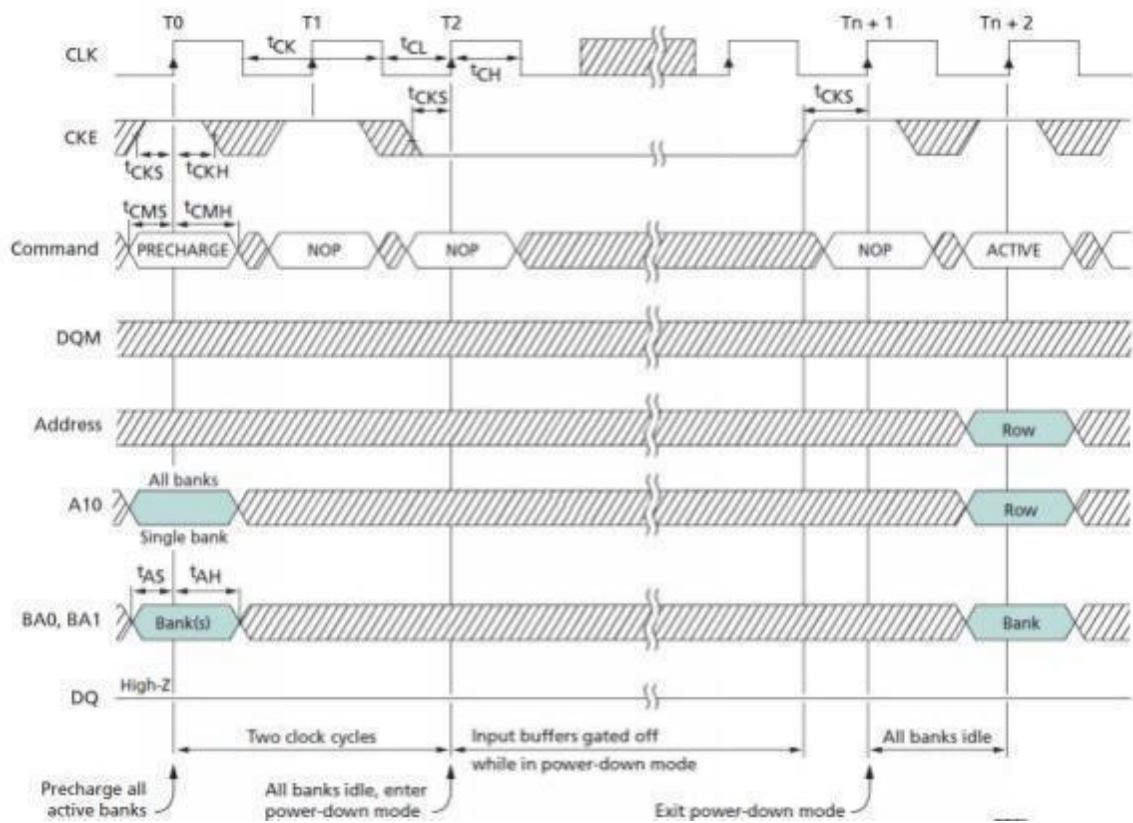 T0 T1 T2 Tn + 1 Tn + 2
CLK
tCK tCL
tCH
tCKS tCKS
CKE
tCKS tCKH
tCMS tCMH
Command PRECHARGE NOP NOP NOP ACTIVE
DQM
Address Row
All banks
A10 Row
Single bank
tAS tAH
BA0, BA1 Bank(s) Bank
High-Z
DQ
Two clock cycles
Input buffers gated off
while in power-down mode
All banks idle
Precharge all
active banks
All banks idle, enter
power-down mode
Exit power-down mode